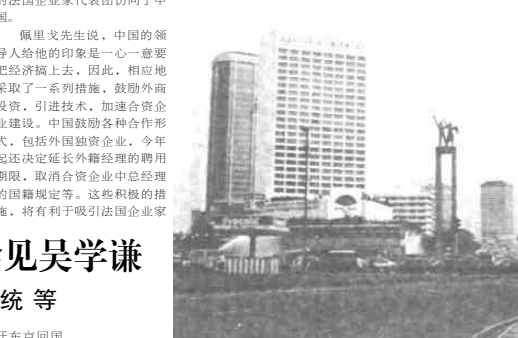 的法国企业家代表团访问了中
国。
佩里戈先生说，中国的领
导人给他的印象是一心一意要
把经济搞上去，因此，相应地
采取了一系列措施，鼓励外商
投资，引进技术，加速合资企
业建设。中国鼓励各种合作形
式，包括外国独资企业，今年
起还决定延长外籍经理的聘用
期限，取消合资企业中总经理
的国籍规定等。这些积极的措
施，将有利于吸引法国企业家
见吴学谦
统 等
东京回国